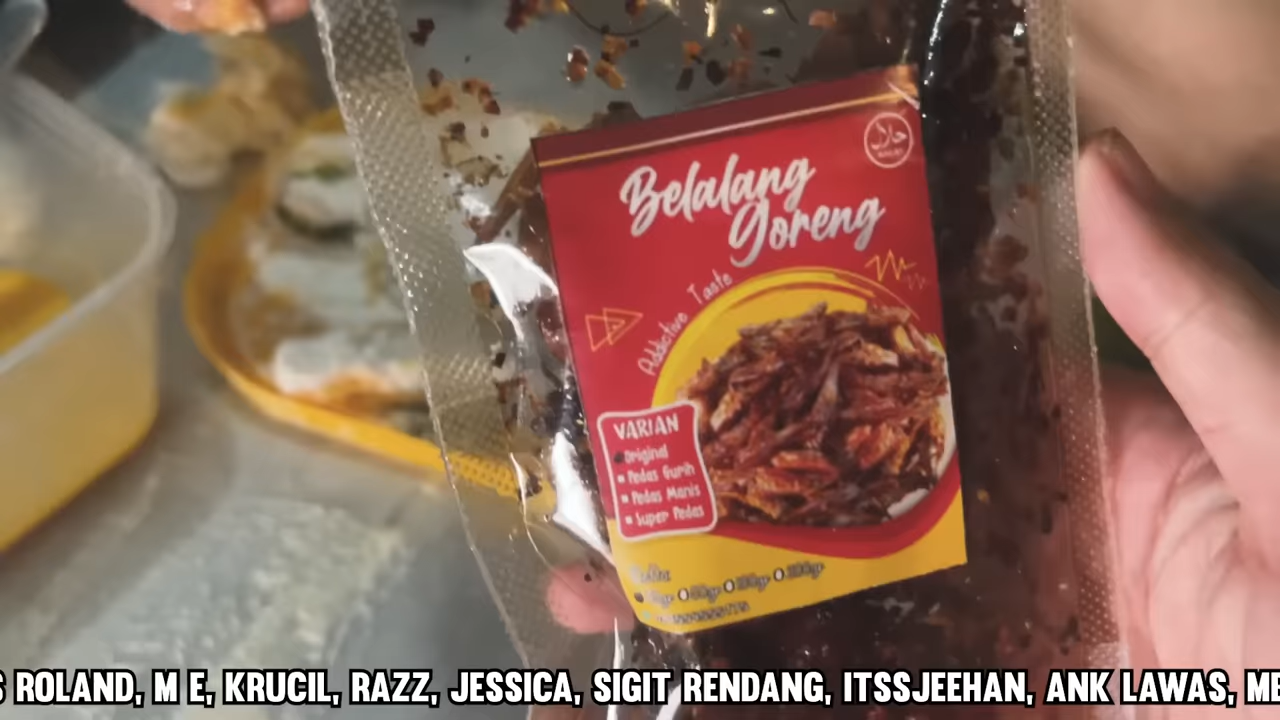 حلال
Belalang
Goreng
Addictive Taste
VARIAN
Original
Pedas Gurih
Pedas Manis
Super Pedas
ROLAND, M E, KRUCIL, RAZZ, JESSICA, SIGIT RENDANG, ITSSJEEHAN, ANK LAWAS,